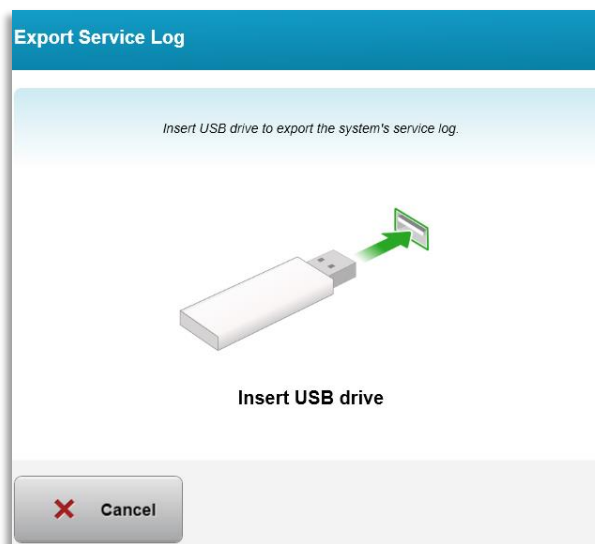 Export Service Log
Insert USB drive to export the system's service log.
Insert USB drive
Cancel